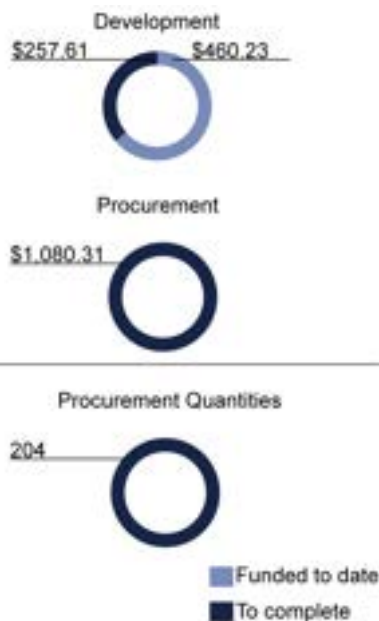 Development
$257.61 $460.23
Procurement
$1,080.31
Procurement Quantities
204
Funded to date
To complete